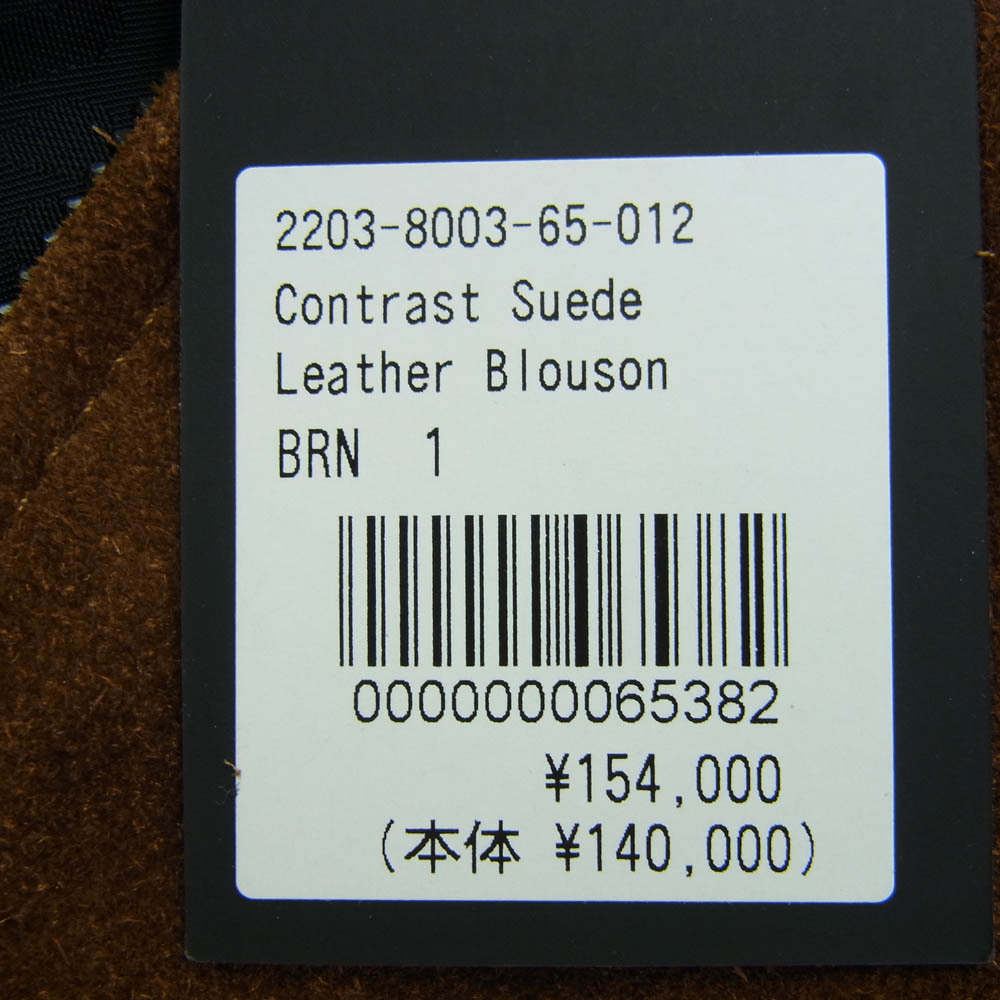 2203-8003-65-012
Contrast Suede
Leather Blouson
BRN 1
0000000065382
¥154,000
(本体 ¥140,000)